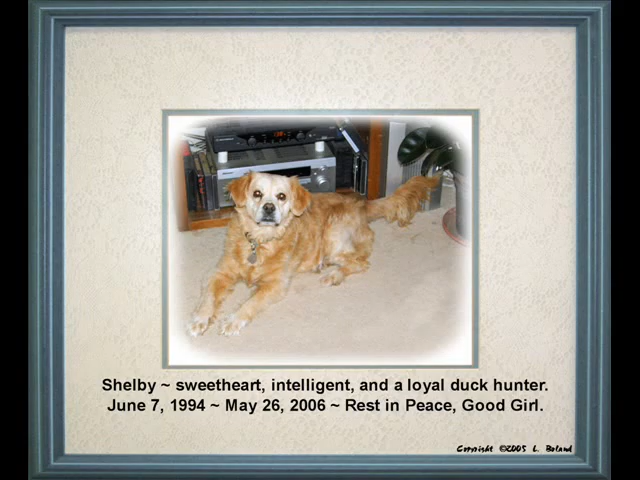 Shelby ~ sweetheart, intelligent, and a loyal duck hunter.
June 7, 1994 ~ May 26, 2006 ~ Rest in Peace, Good Girl.
Copyright ©2005 L. Boland